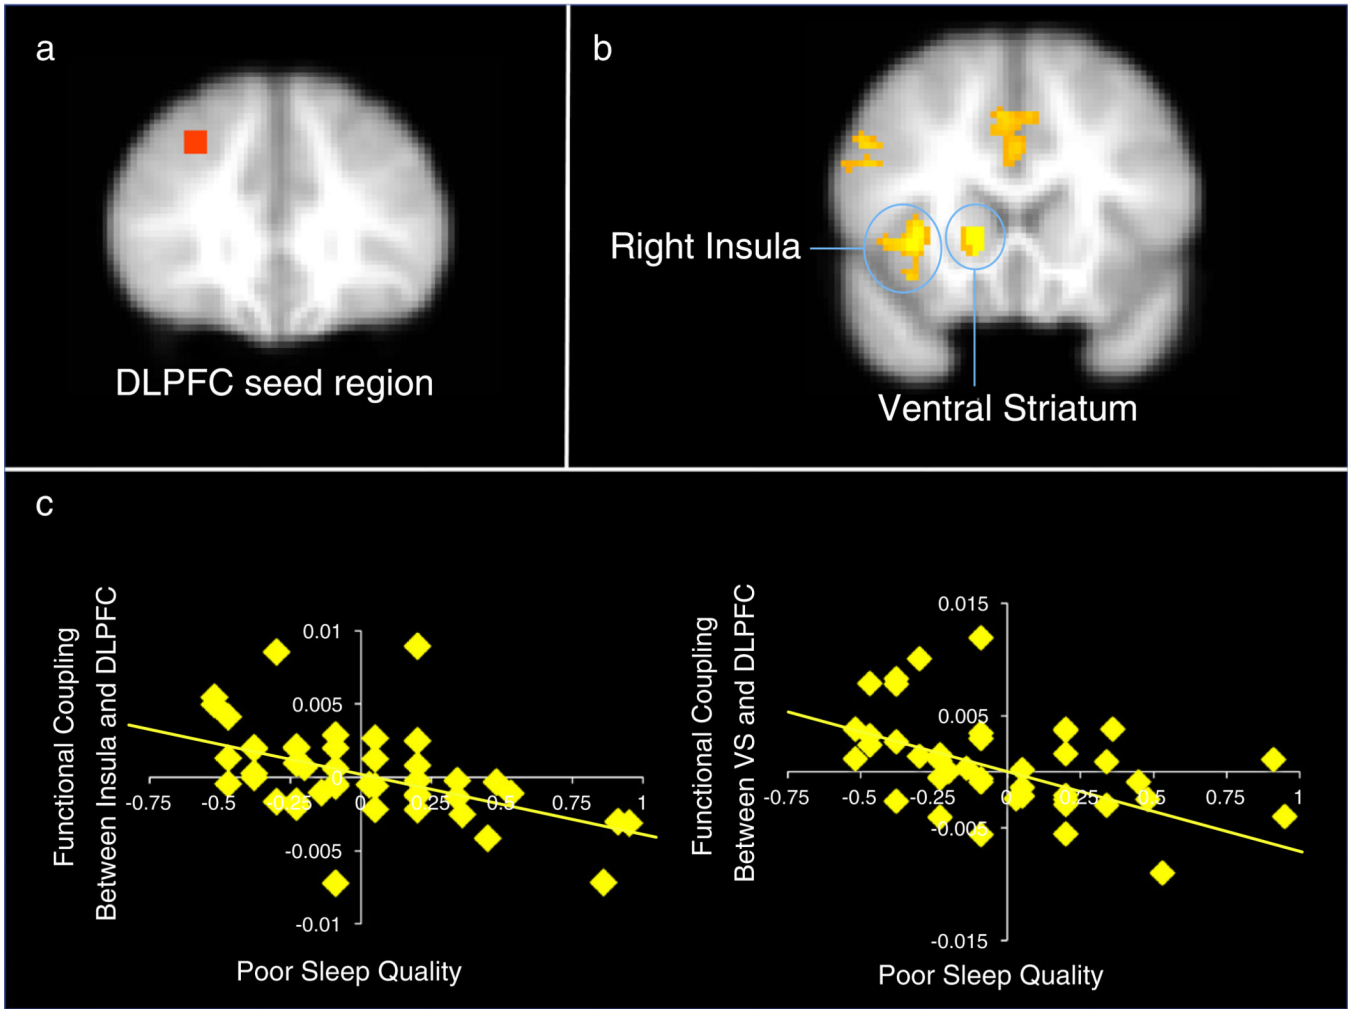 a
DLPFC seed region
b
Right Insula
Ventral Striatum
c
Functional Coupling
Between Insula and DLPFC
0.01
0.005
0
-0.005
-0.01
-0.75
-0.5
-0.25
0.25
0.5
0.75
1
Poor Sleep Quality
Functional Coupling
Between VS and DLPFC
0.015
0.005
-0.005
-0.015
-0.75
-0.5
-0.25
0
0.25
0.5
0.75
1
Poor Sleep Quality